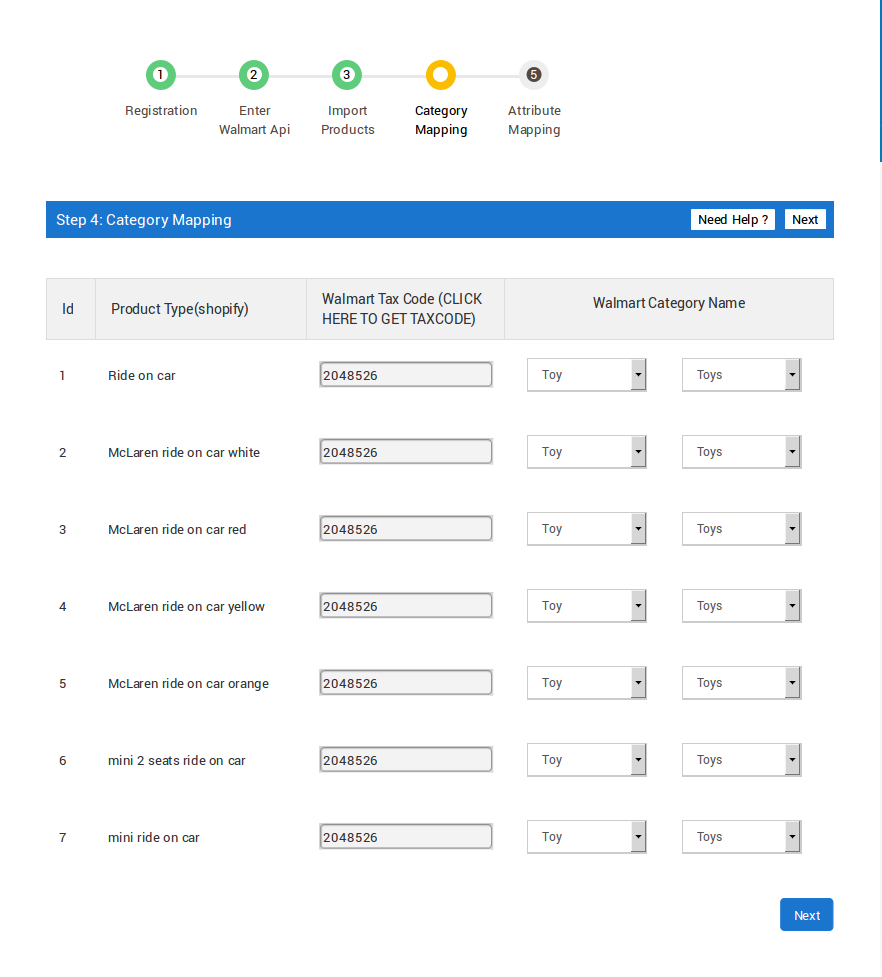 1 2 3 5
Registration Enter Import Category Attribute
Walmart Api Products Mapping Mapping
Step 4: Category Mapping Need Help ? Next
Id Product Type(shopify) Walmart Tax Code (CLICK HERE TO GET TAXCODE) Walmart Category Name
1 Ride on car 2048526 Toy Toys
2 McLaren ride on car white 2048526 Toy Toys
3 McLaren ride on car red 2048526 Toy Toys
4 McLaren ride on car yellow 2048526 Toy Toys
5 McLaren ride on car orange 2048526 Toy Toys
6 mini 2 seats ride on car 2048526 Toy Toys
7 mini ride on car 2048526 Toy Toys
Next